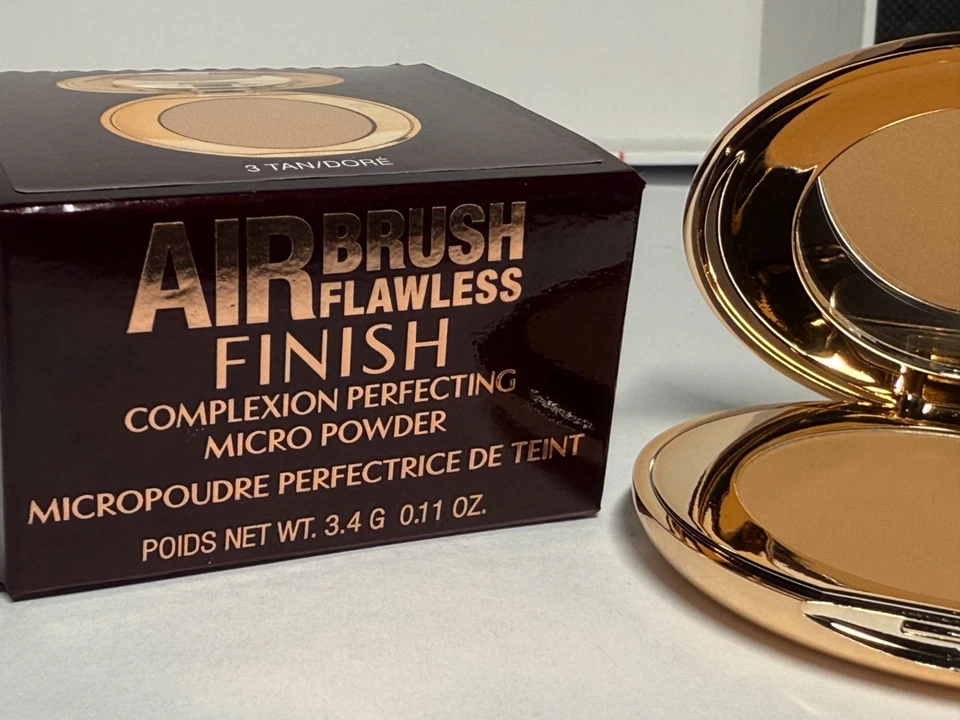 3 TAN/DORÉ
AIRBRUSH
FLAWLESS
FINISH
COMPLEXION PERFECTING
MICRO POWDER
MICROPOUDRE PERFECTRICE DE TEINT
POIDS NET WT. 3.4 G 0.11 OZ.